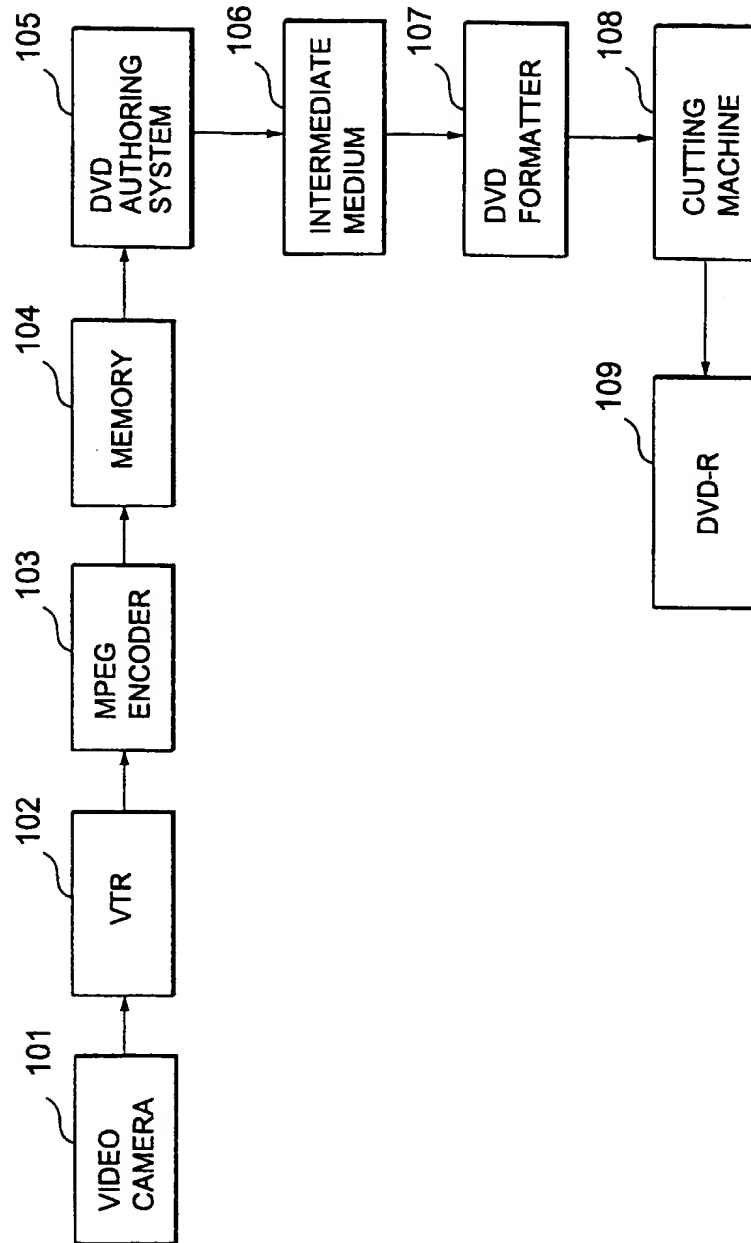 101
VIDEO
CAMERA
102
VTR
103
MPEG
ENCODER
104
MEMORY
105
DVD
AUTHORING
SYSTEM
106
INTERMEDIATE
MEDIUM
107
DVD
FORMATTER
108
CUTTING
MACHINE
109
DVD-R